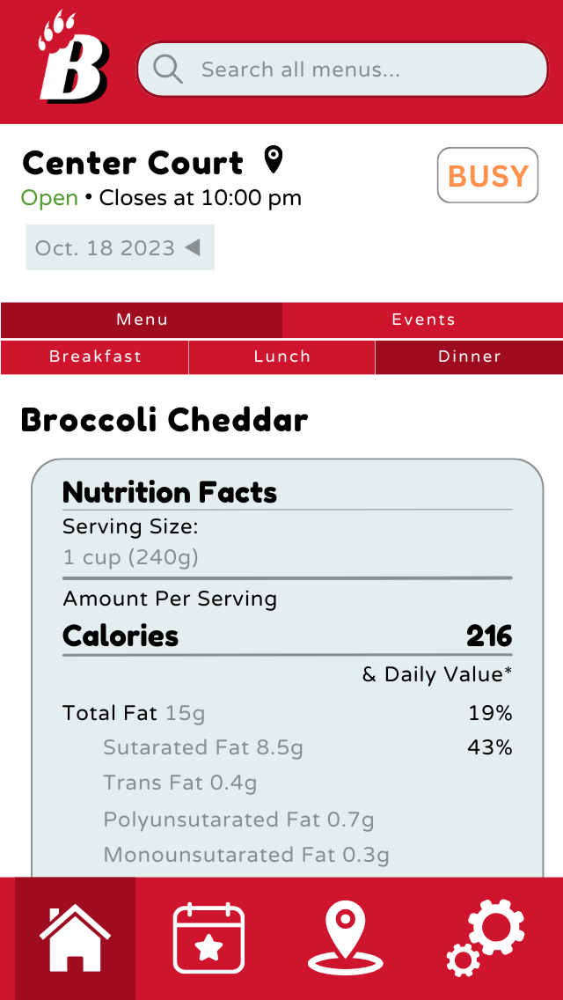 B
Search all menus...
Center Court
BUSY
Open • Closes at 10:00 pm
Oct. 18 2023
Menu Events
Breakfast Lunch Dinner
Broccoli Cheddar
Nutrition Facts
Serving Size:
1 cup (240g)
Amount Per Serving
Calories 216
& Daily Value*
Total Fat 15g 19%
Sutarated Fat 8.5g 43%
Trans Fat 0.4g
Polyunsutarated Fat 0.7g
Monounsutarated Fat 0.3g